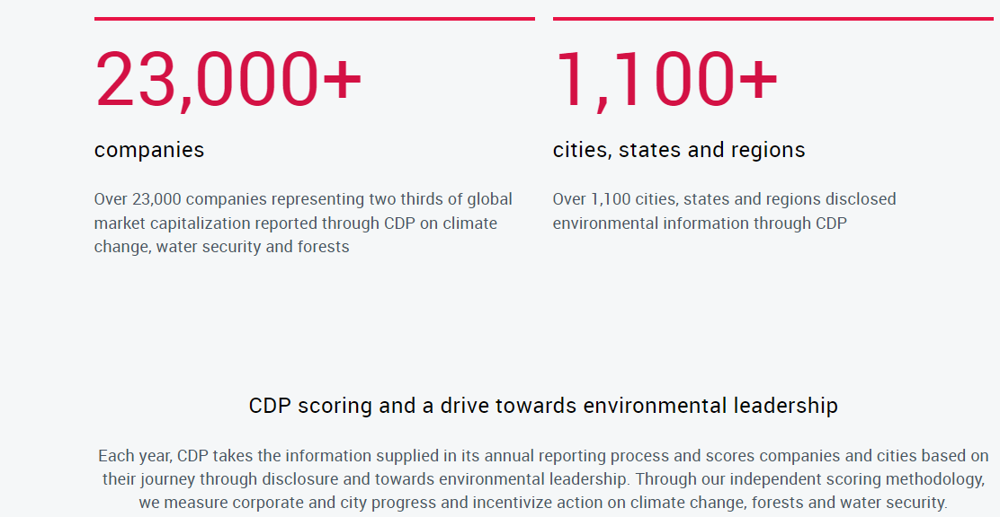 23,000+
companies
Over 23,000 companies representing two thirds of global
market capitalization reported through CDP on climate
change, water security and forests
1,100+
cities, states and regions
Over 1,100 cities, states and regions disclosed
environmental information through CDP
CDP scoring and a drive towards environmental leadership
Each year, CDP takes the information supplied in its annual reporting process and scores companies and cities based on
their journey through disclosure and towards environmental leadership. Through our independent scoring methodology,
we measure corporate and city progress and incentivize action on climate change, forests and water security.